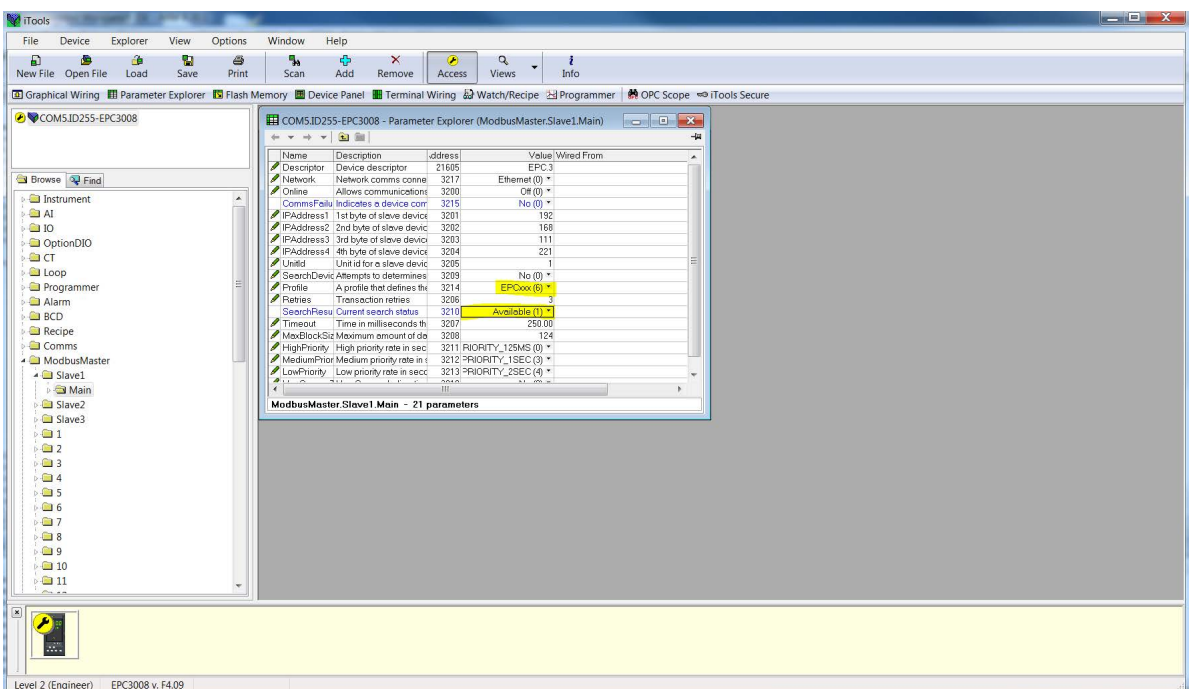 iTools
File Device Explorer View Options Window Help
New File Open File Load Save Print Scan Add Remove Access Views Info
Graphical Wiring Parameter Explorer Flash Memory Device Panel Terminal Wiring Watch/Recipe Programmer OPC Scope iTools Secure
COM5.ID255-EPC3008
Browse Find
Instrument
AI
IO
OptionDIO
CT
Loop
Programmer
Alarm
BCD
Recipe
Comms
ModbusMaster
Slave1
Main
Slave2
Slave3
1
2
3
4
5
6
7
8
9
10
11
COM5.ID255-EPC3008 - Parameter Explorer (ModbusMaster.Slave1.Main)
Name Description ddress Value Wired From
Descriptor Device descriptor 21605 EPC.3
Network Network comms conne 3217 Ethernet (0)
Online Allows communications 3200 Off (0)
CommsFailu Indicates a device com 3215 No (0)
IPAddress1 1st byte of slave device 3201 192
IPAddress2 2nd byte of slave devic 3202 168
IPAddress3 3rd byte of slave devic 3203 111
IPAddress4 4th byte of slave device 3204 221
UnitId Unit id for a slave devic 3205 1
SearchDevic Attempts to determines 3209 No (0)
Profile A profile that defines the 3214 EPCxxx (6)
Retries Transaction retries 3206 3
SearchResu Current search status 3210 Available (1)
Timeout Time in milliseconds th 3207 250.00
MaxBlockSiz Maximum amount of da 3208 124
HighPriority High priority rate in sec 3211 RIORITY_125MS (0)
MediumPrior Medium priority rate in s 3212 PRIORITY_1SEC (3)
LowPriority Low priority rate in secc 3213 PRIORITY_2SEC (4)
ModbusMaster.Slave1.Main - 21 parameters
Level 2 (Engineer) EPC3008 v. F4.09